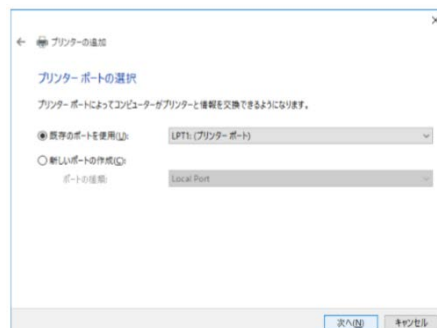 プリンターの追加
プリンター ポートの選択
プリンター ポートによってコンピューターがプリンターと情報を交換できるようになります。
既存のポートを使用(U): LPT1: (プリンター ポート)
新しいポートの作成(C):
ポートの種類: Local Port
次へ(N) キャンセル